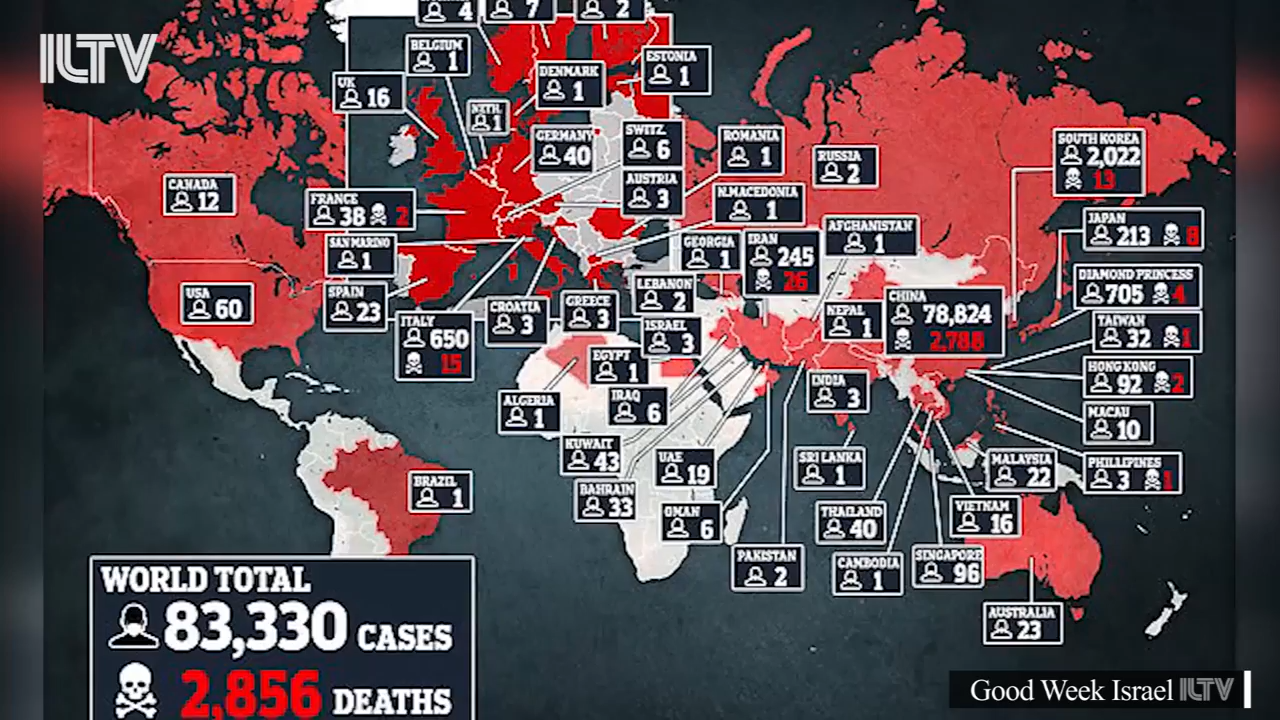 ILTV
4
7
2
BELGIUM
1
ESTONIA
1
DENMARK
1
UK
16
NETH.
1
GERMANY
40
SWITZ.
6
ROMANIA
1
RUSSIA
2
SOUTH KOREA
2,022
13
CANADA
12
AUSTRIA
3
N.MACEDONIA
1
FRANCE
38 2
JAPAN
213 8
AFGHANISTAN
1
SAN MARINO
1
GEORGIA
1
IRAN
245
26
DIAMOND PRINCESS
705 4
USA
60
SPAIN
23
LEBANON
2
CROATIA
3
GREECE
3
NEPAL
1
CHINA
78,824
2,788
TAIWAN
32 1
ITALY
650
15
ISRAEL
3
EGYPT
1
HONG KONG
92 2
INDIA
3
ALGERIA
1
IRAQ
6
MACAU
10
KUWAIT
43
UAE
19
SRI LANKA
1
MALAYSIA
22
PHILLIPINES
3 1
BRAZIL
1
BAHRAIN
33
OMAN
6
THAILAND
40
VIETNAM
16
PAKISTAN
2
CAMBODIA
1
SINGAPORE
96
AUSTRALIA
23
WORLD TOTAL
83,330 CASES
2,856 DEATHS
Good Week Israel ILTV